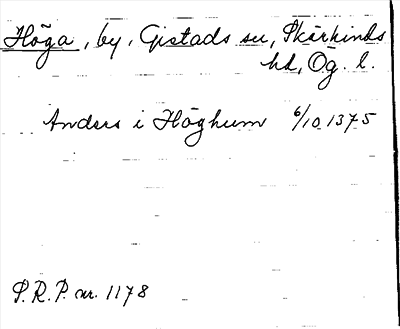 Höga, by, Gistads sn, Skärkinds
hd, Ög. l.
Anders i Höghum 6/10 1375
S.R.P. nr. 1178